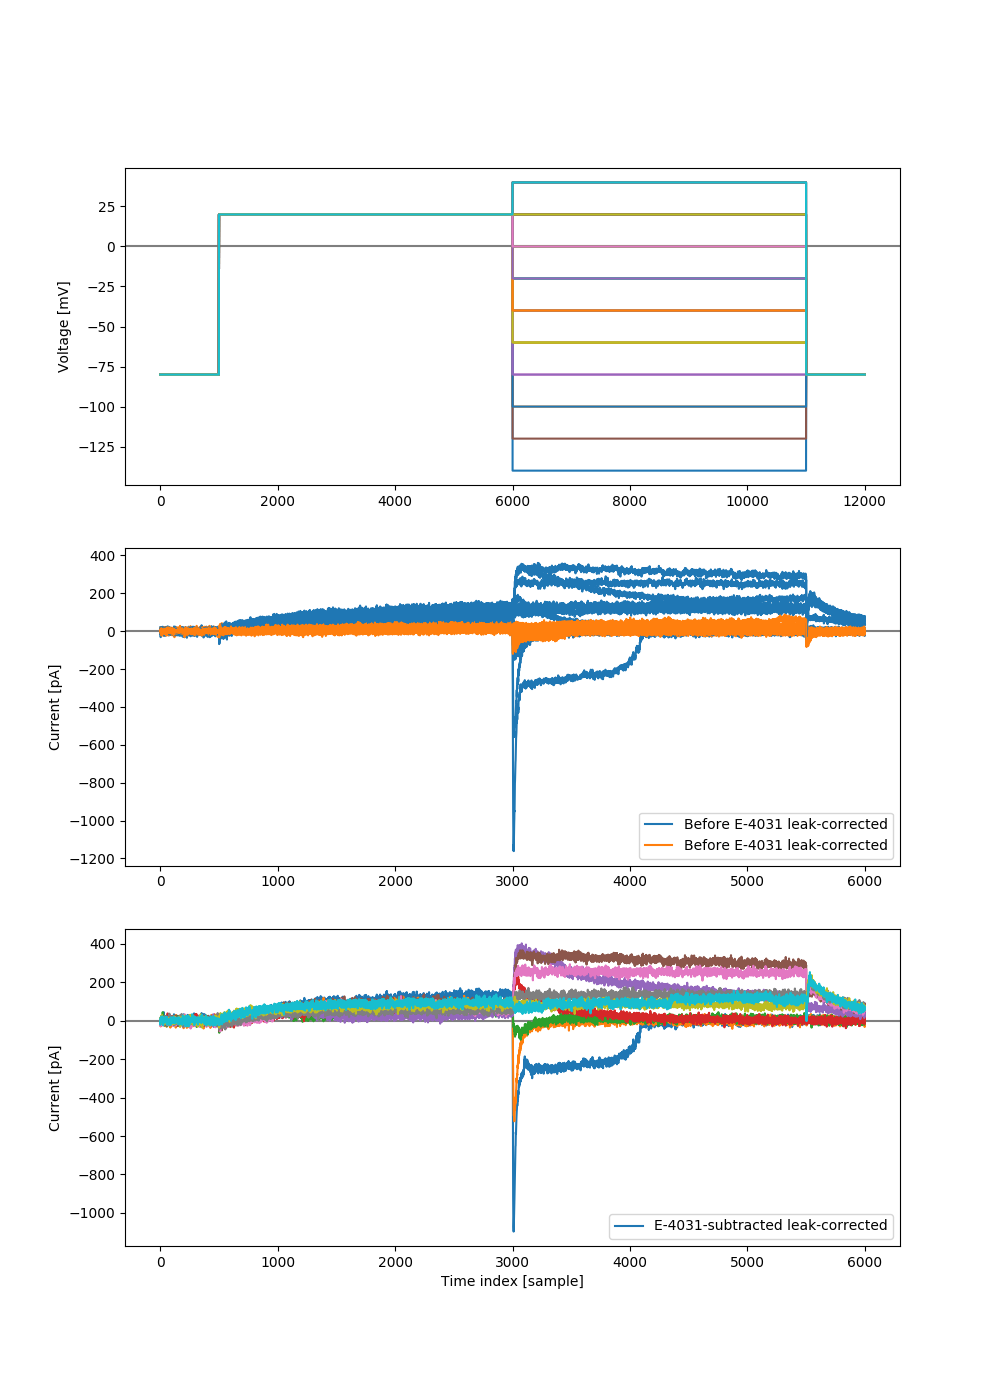 25
0
−25
−50
−75
−100
−125
Voltage [mV]
0 2000 4000 6000 8000 10000 12000
400
200
0
−200
−400
−600
−800
−1000
−1200
Current [pA]
Before E-4031 leak-corrected
Before E-4031 leak-corrected
0 1000 2000 3000 4000 5000 6000
400
200
0
−200
−400
−600
−800
−1000
Current [pA]
E-4031-subtracted leak-corrected
0 1000 2000 3000 4000 5000 6000
Time index [sample]